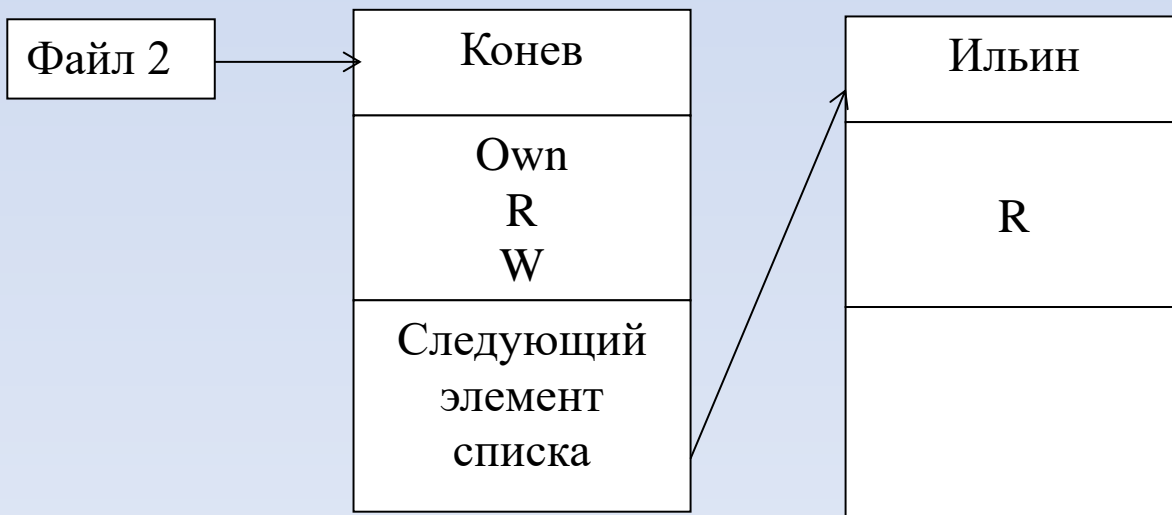 Файл 2
Конев
Own
R
W
Следующий
элемент
списка
Ильин
R